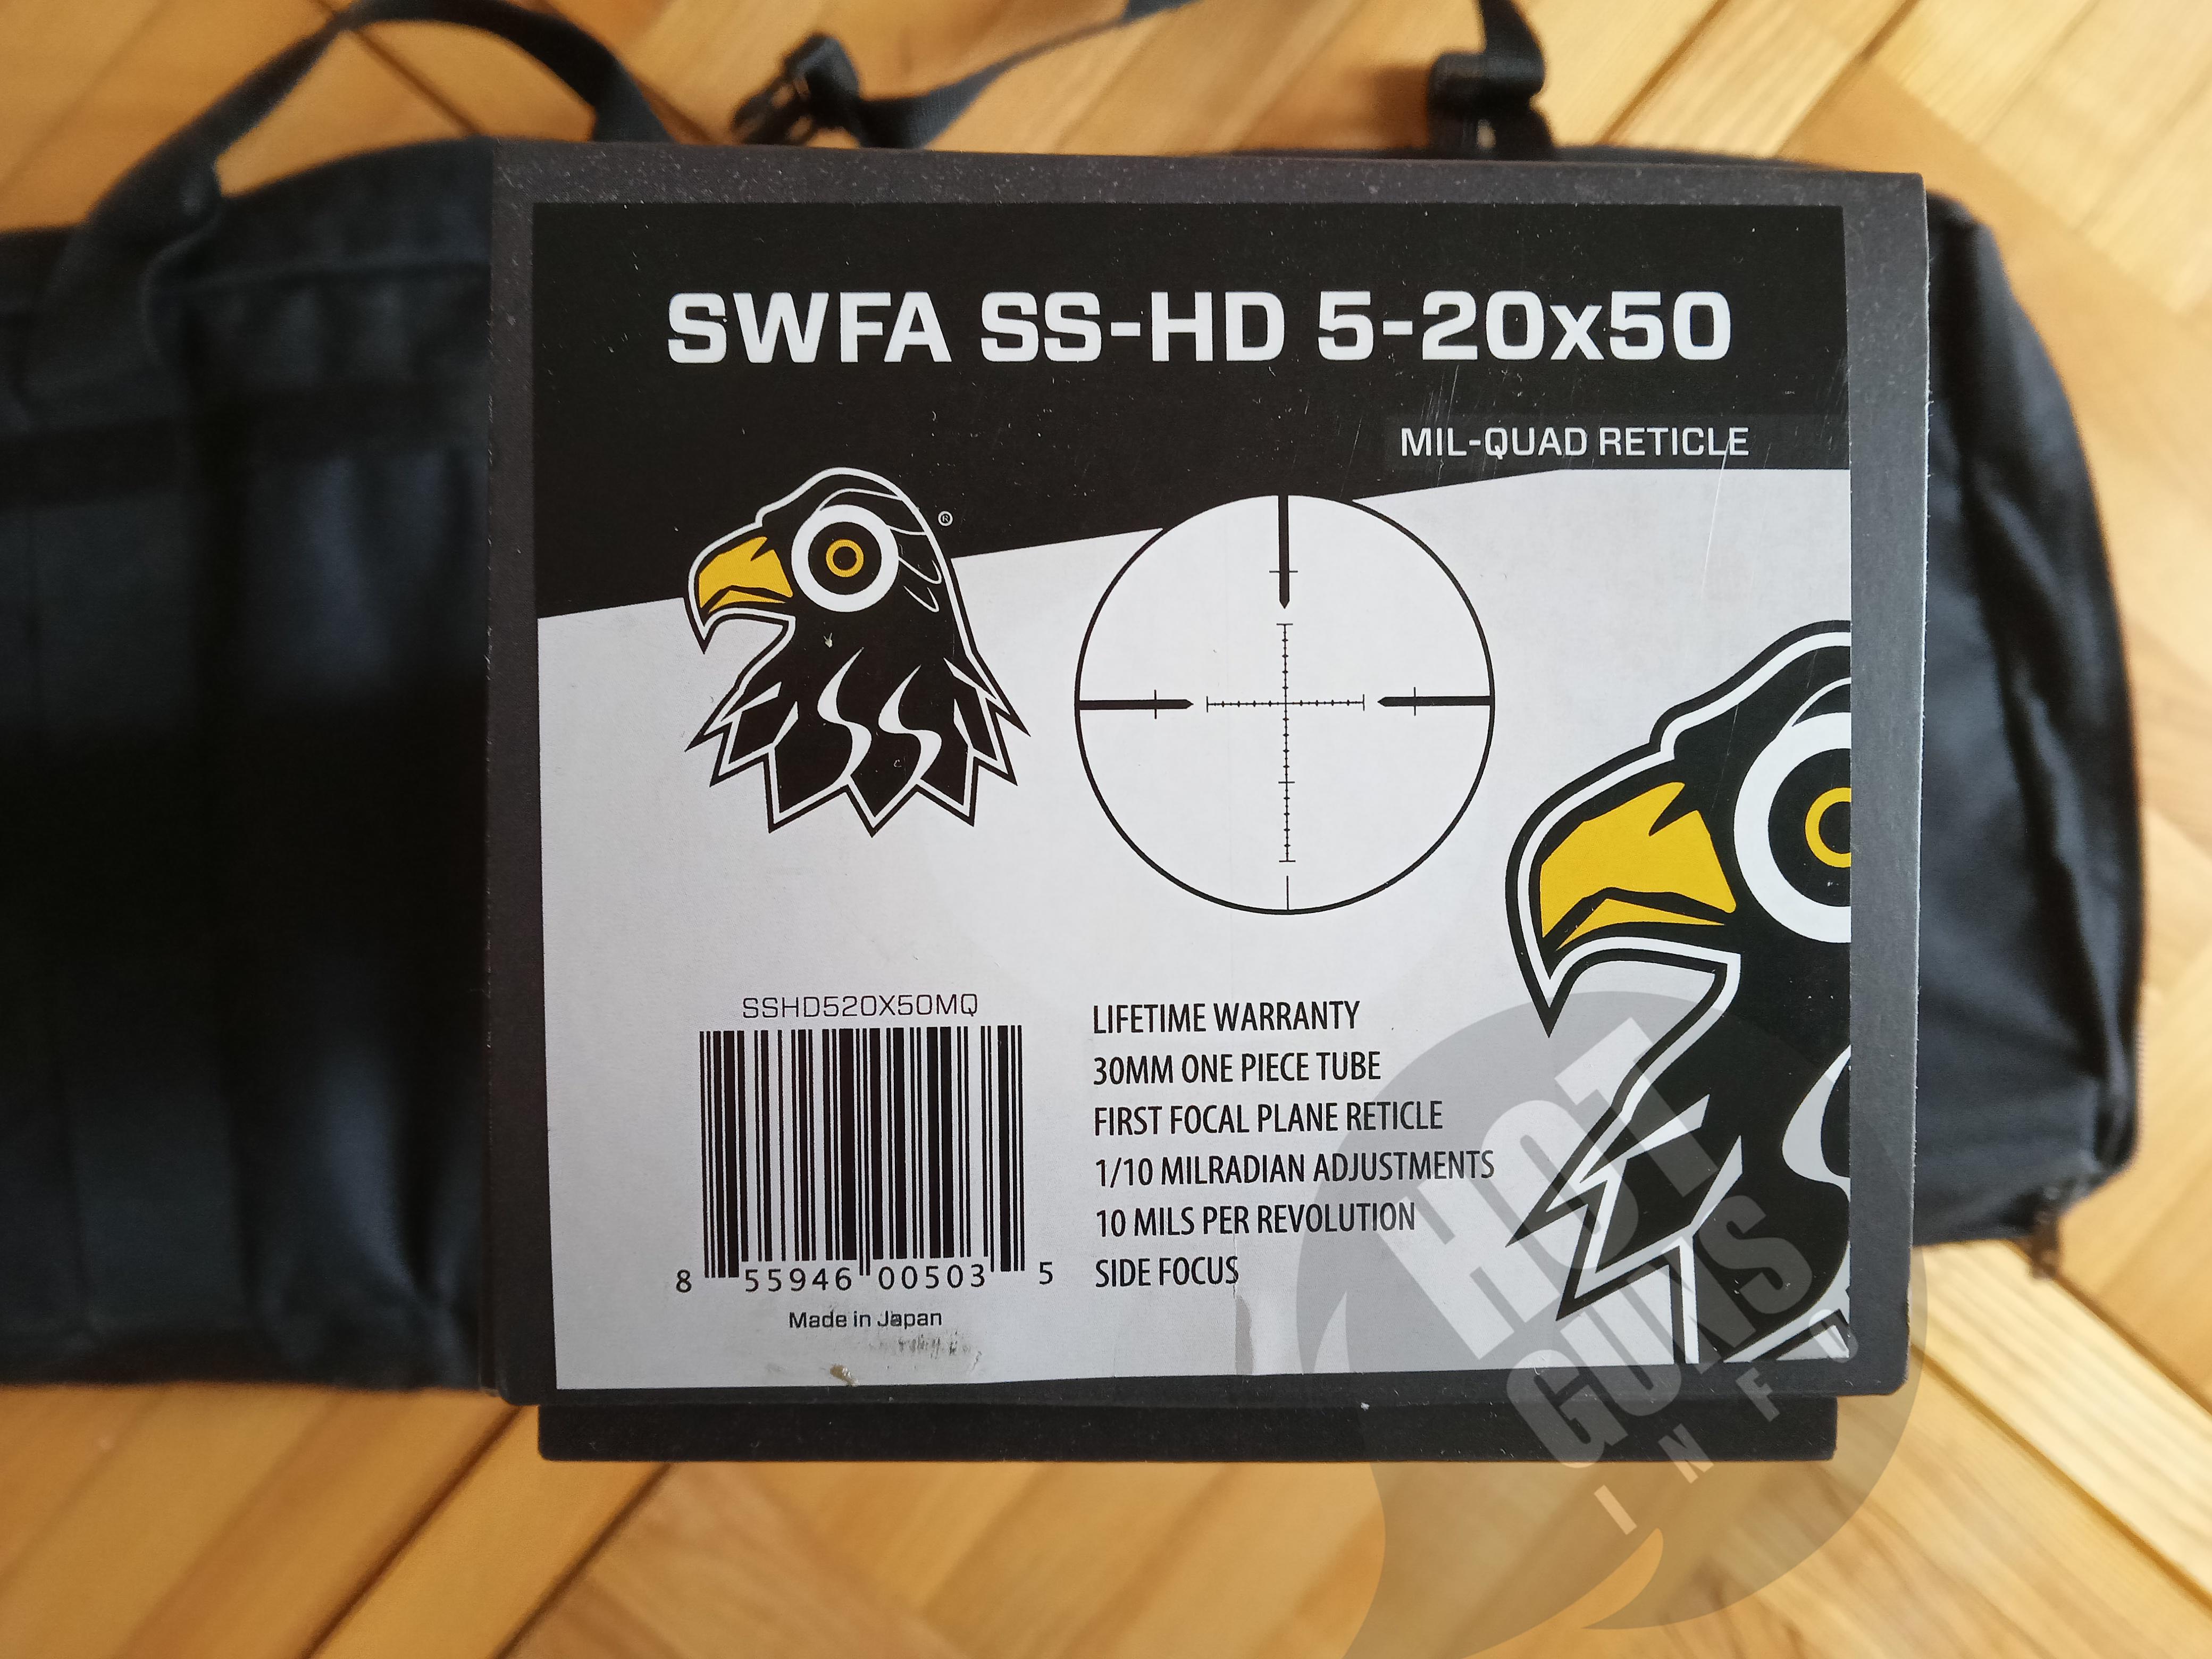 SWFA SS-HD 5-20x50
MIL-QUAD RETICLE
®
SS
SSHD520X50MQ
8 55946 00503 5
Made in Japan
LIFETIME WARRANTY
30MM ONE PIECE TUBE
FIRST FOCAL PLANE RETICLE
1/10 MILRADIAN ADJUSTMENTS
10 MILS PER REVOLUTION
SIDE FOCUS
HOT
GUNS
INFO